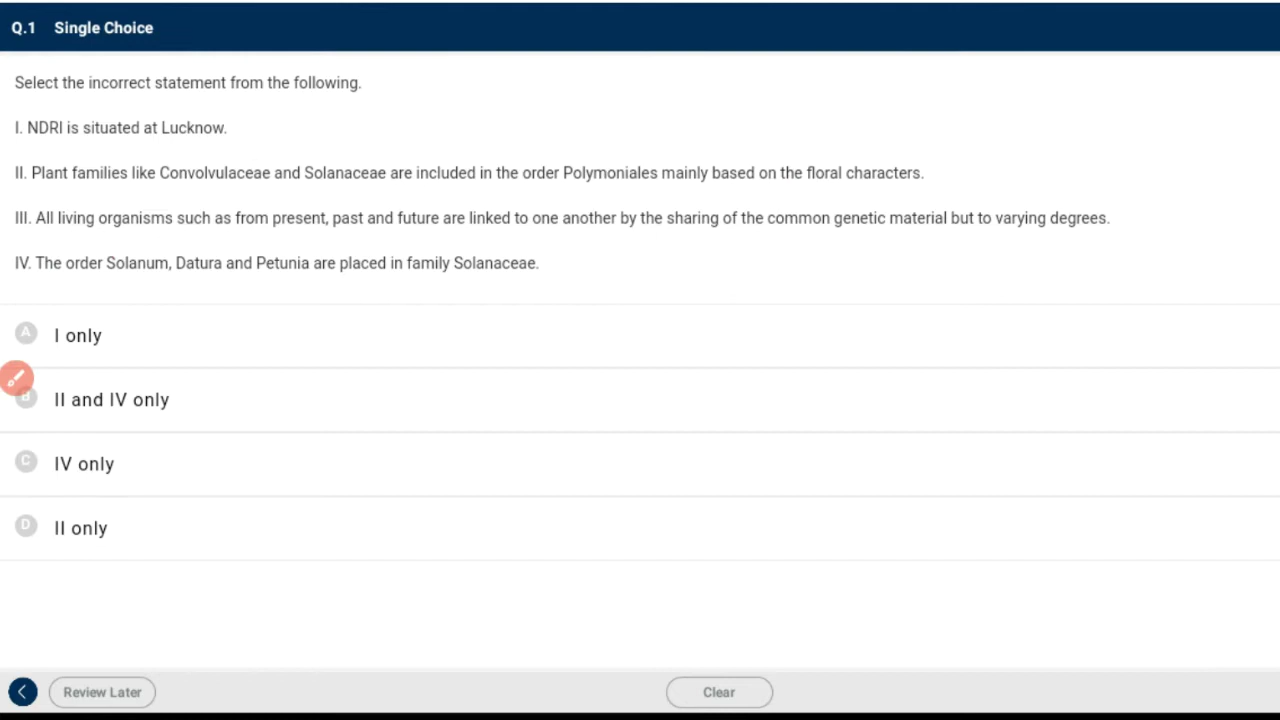 Q.1 Single Choice
Select the incorrect statement from the following.
I. NDRI is situated at Lucknow.
II. Plant families like Convolvulaceae and Solanaceae are included in the order Polymoniales mainly based on the floral characters.
III. All living organisms such as from present, past and future are linked to one another by the sharing of the common genetic material but to varying degrees.
IV. The order Solanum, Datura and Petunia are placed in family Solanaceae.
A I only
B II and IV only
C IV only
D II only
Review Later Clear